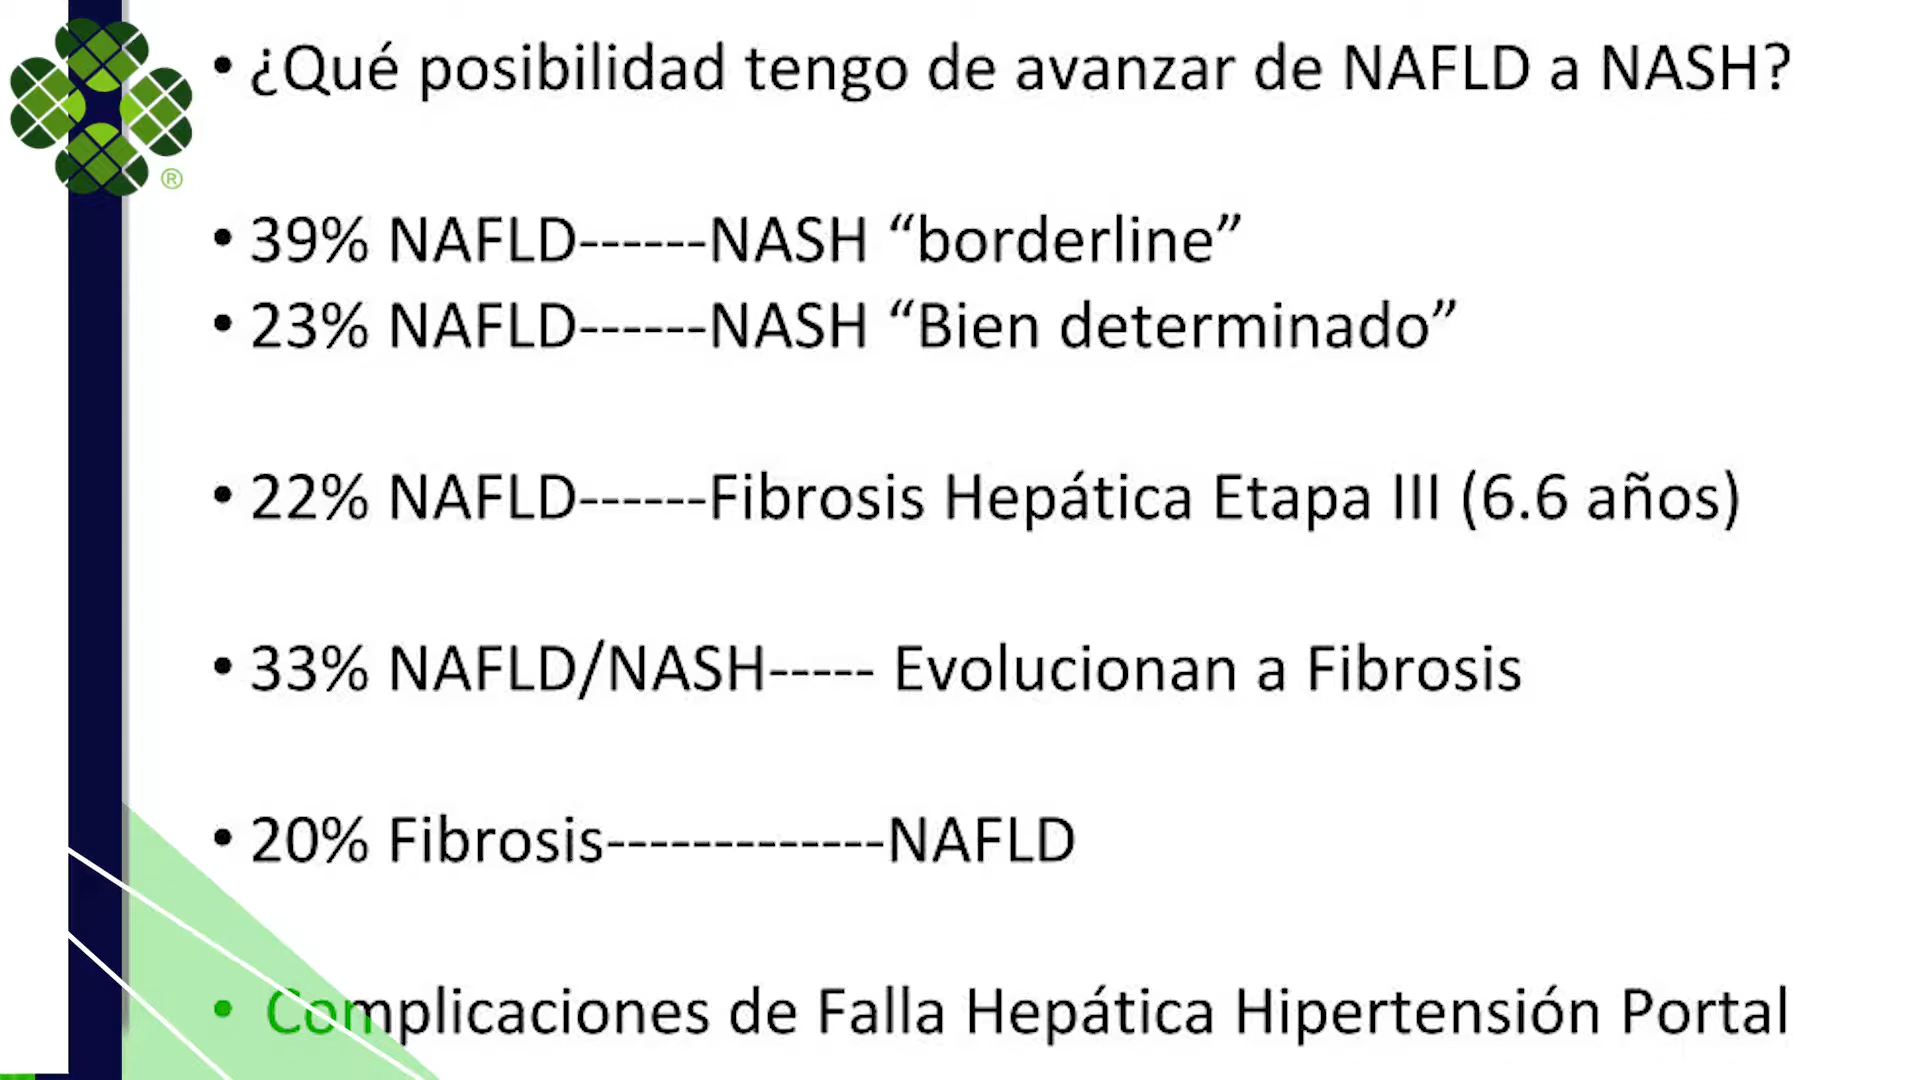 • ¿Qué posibilidad tengo de avanzar de NAFLD a NASH?
• 39% NAFLD------NASH “borderline”
• 23% NAFLD------NASH “Bien determinado”
• 22% NAFLD------Fibrosis Hepática Etapa III (6.6 años)
• 33% NAFLD/NASH----- Evolucionan a Fibrosis
• 20% Fibrosis-------------NAFLD
• Complicaciones de Falla Hepática Hipertensión Portal
®